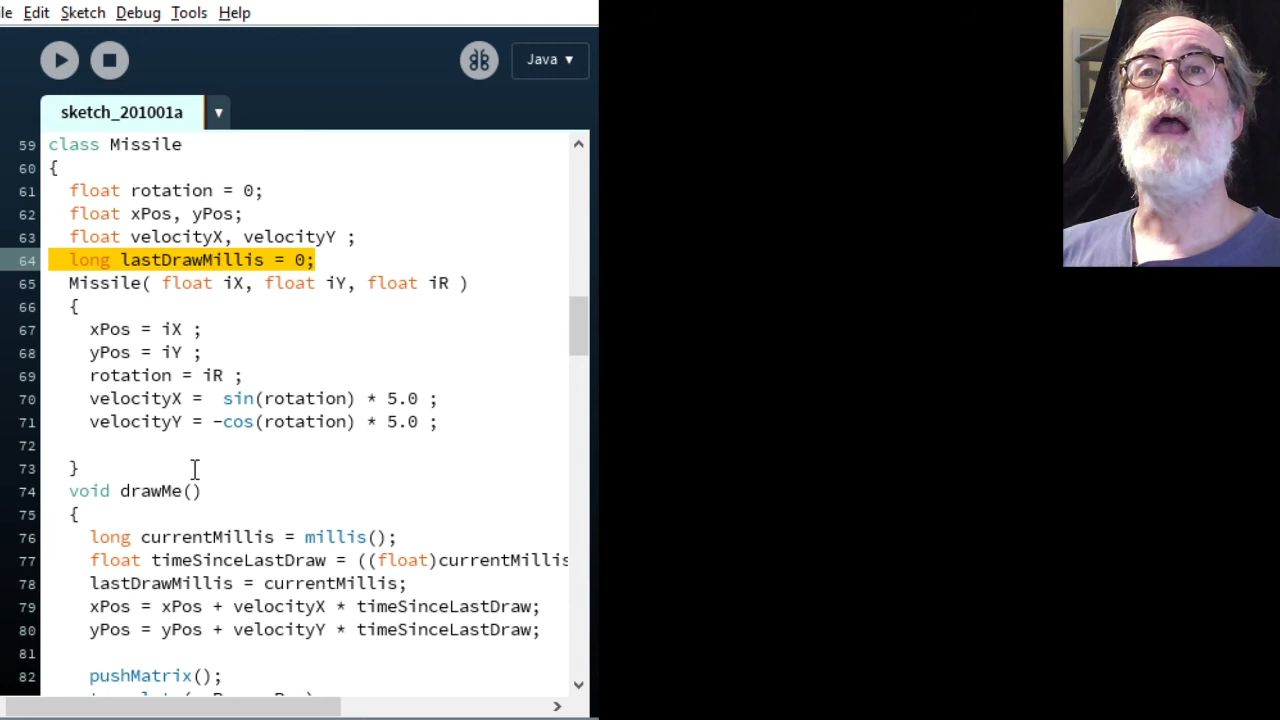 le Edit Sketch Debug Tools Help
Java ▼
sketch_201001a ▼
59 class Missile
60 {
61 float rotation = 0;
62 float xPos, yPos;
63 float velocityX, velocityY ;
64 long lastDrawMillis = 0;
65 Missile( float iX, float iY, float iR )
66 {
67 xPos = iX ;
68 yPos = iY ;
69 rotation = iR ;
70 velocityX =  sin(rotation) * 5.0 ;
71 velocityY = -cos(rotation) * 5.0 ;
72
73 }
74 void drawMe()
75 {
76 long currentMillis = millis();
77 float timeSinceLastDraw = ((float)currentMillis
78 lastDrawMillis = currentMillis;
79 xPos = xPos + velocityX * timeSinceLastDraw;
80 yPos = yPos + velocityY * timeSinceLastDraw;
81
82 pushMatrix();